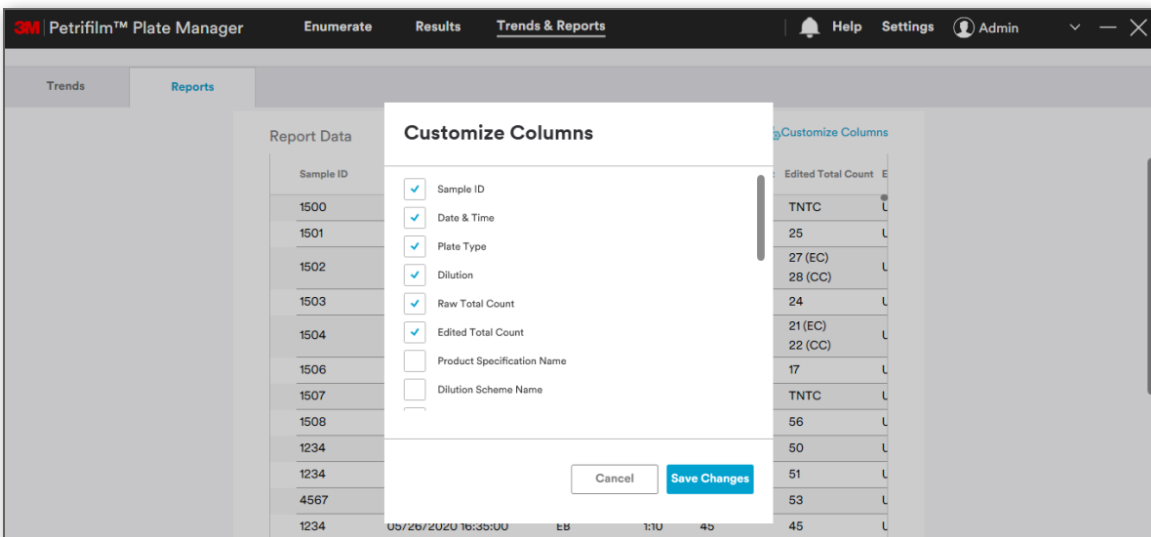 3M Petrifilm™ Plate Manager Enumerate Results Trends & Reports Help Settings Admin
Trends Reports
Report Data Customize Columns Customize Columns
Sample ID Edited Total Count E
Sample ID
Date & Time
Plate Type
Dilution
Raw Total Count
Edited Total Count
Product Specification Name
Dilution Scheme Name
Cancel Save Changes
1500 TNTC
1501 25
1502 27 (EC)
28 (CC)
1503 24
1504 21 (EC)
22 (CC)
1506 17
1507 TNTC
1508 56
1234 50
1234 51
4567 53
1234 05/26/2020 16:35:00 EB 1:10 45 45